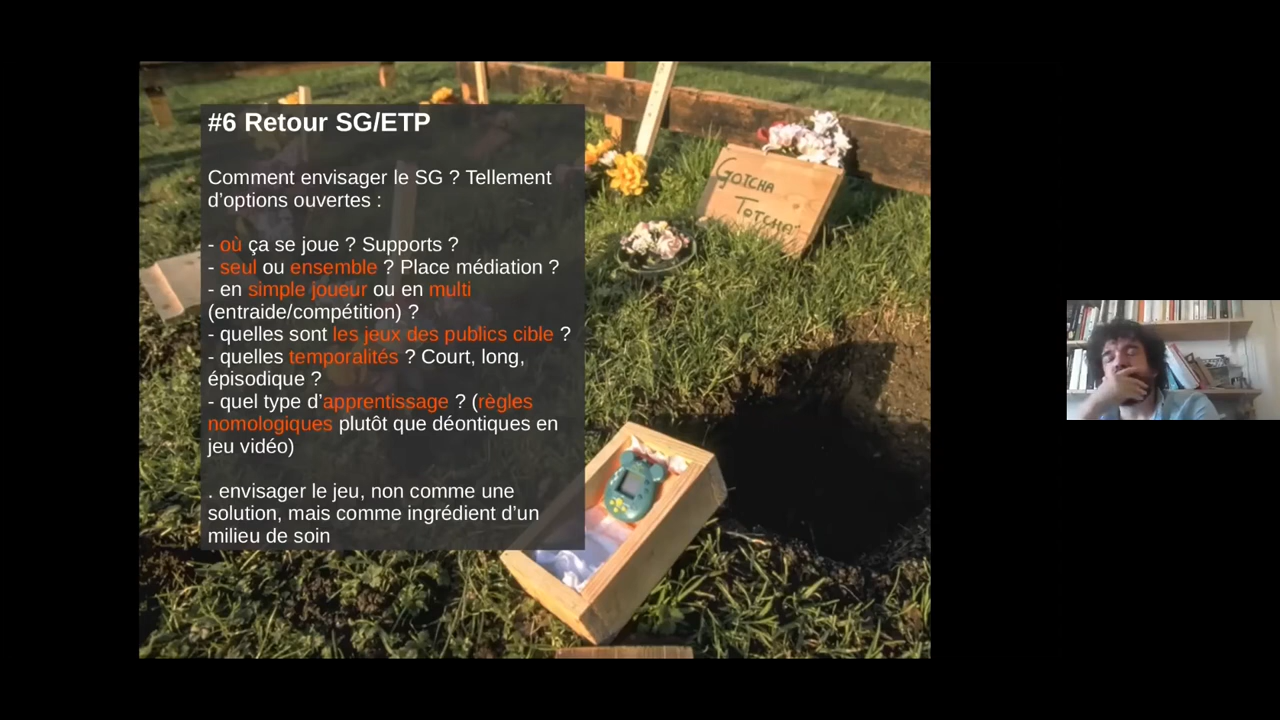 #6 Retour SG/ETP
Comment envisager le SG ? Tellement
d’options ouvertes :
- où ça se joue ? Supports ?
- seul ou ensemble ? Place médiation ?
- en simple joueur ou en multi
(entraide/compétition) ?
- quelles sont les jeux des publics cible ?
- quelles temporalités ? Court, long,
épisodique ?
- quel type d’apprentissage ? (règles
nomologiques plutôt que déontiques en
jeu vidéo)
. envisager le jeu, non comme une
solution, mais comme ingrédient d’un
milieu de soin
GOTCHA
TOTCHA